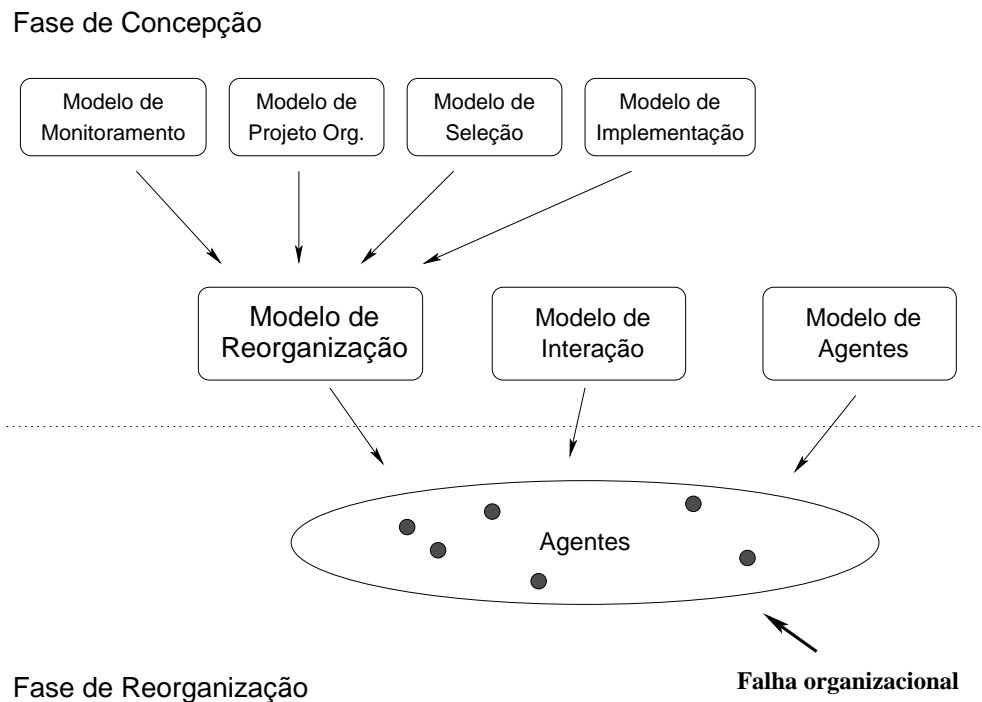 Fase de Concepção
Modelo de
Monitoramento
Modelo de
Projeto Org.
Modelo de
Seleção
Modelo de
Implementação
Modelo de
Reorganização
Modelo de
Interação
Modelo de
Agentes
Agentes
Falha organizacional
Fase de Reorganização